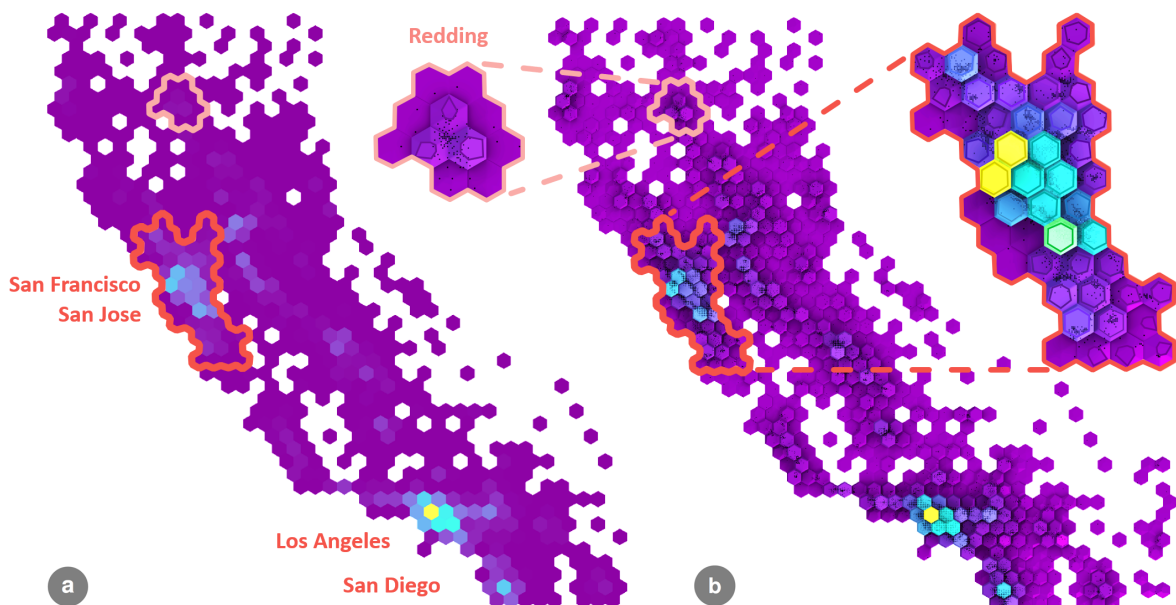 Redding
San Francisco
San Jose
Los Angeles
San Diego
a
b